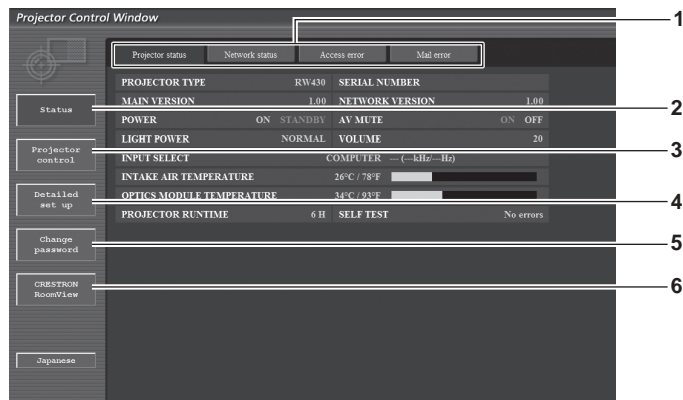 Projector Control Window
1
Projector status Network status Access error Mail error
PROJECTOR TYPE RW430 SERIAL NUMBER
MAIN VERSION 1.00 NETWORK VERSION 1.00
Status
2
POWER ON STANDBY AV MUTE ON OFF
LIGHT POWER NORMAL VOLUME 20
Projector
control
3
INPUT SELECT COMPUTER --- (---kHz/---Hz)
INTAKE AIR TEMPERATURE 26°C / 78°F
Detailed
set up
4
OPTICS MODULE TEMPERATURE 34°C / 93°F
PROJECTOR RUNTIME 6 H SELF TEST No errors
Change
password
5
CRESTRON
RoomView
6
Japanese